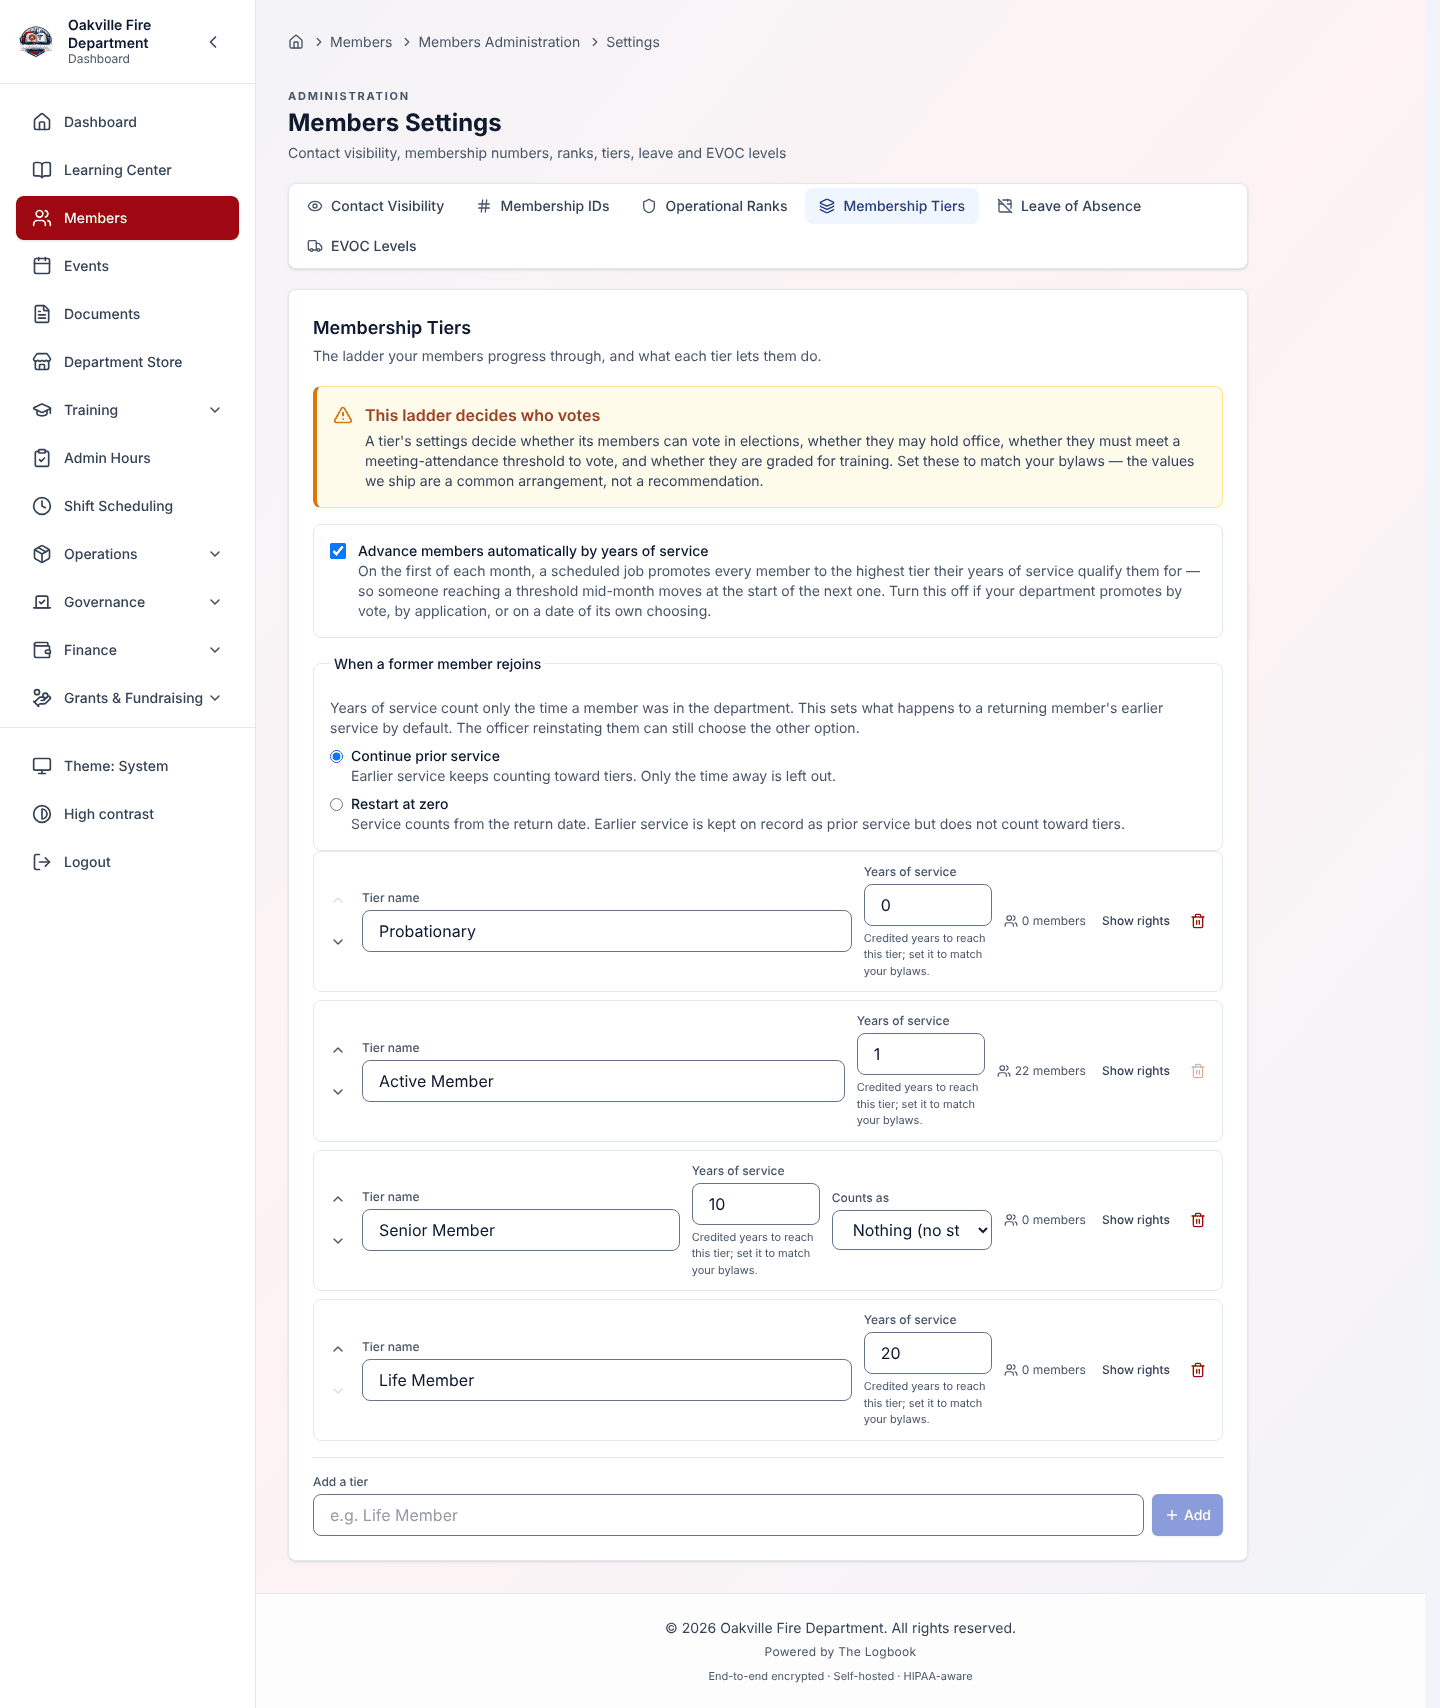 Oakville Fire
Department
Dashboard
Dashboard
Learning Center
Members
Events
Documents
Department Store
Training
Admin Hours
Shift Scheduling
Operations
Governance
Finance
Grants & Fundraising
Theme: System
High contrast
Logout
Members
Members Administration
Settings
ADMINISTRATION
Members Settings
Contact visibility, membership numbers, ranks, tiers, leave and EVOC levels
Contact Visibility
Membership IDs
Operational Ranks
Membership Tiers
Leave of Absence
EVOC Levels
Membership Tiers
The ladder your members progress through, and what each tier lets them do.
This ladder decides who votes
A tier's settings decide whether its members can vote in elections, whether they may hold office, whether they must meet a
meeting-attendance threshold to vote, and whether they are graded for training. Set these to match your bylaws — the values
we ship are a common arrangement, not a recommendation.
Advance members automatically by years of service
On the first of each month, a scheduled job promotes every member to the highest tier their years of service qualify them for —
so someone reaching a threshold mid-month moves at the start of the next one. Turn this off if your department promotes by
vote, by application, or on a date of its own choosing.
When a former member rejoins
Years of service count only the time a member was in the department. This sets what happens to a returning member's earlier
service by default. The officer reinstating them can still choose the other option.
Continue prior service
Earlier service keeps counting toward tiers. Only the time away is left out.
Restart at zero
Service counts from the return date. Earlier service is kept on record as prior service but does not count toward tiers.
Tier name
Probationary
Years of service
0
Credited years to reach
this tier; set it to match
your bylaws.
0 members
Show rights
Tier name
Active Member
Years of service
1
Credited years to reach
this tier; set it to match
your bylaws.
22 members
Show rights
Tier name
Senior Member
Years of service
10
Credited years to reach
this tier; set it to match
your bylaws.
Counts as
Nothing (no st
0 members
Show rights
Tier name
Life Member
Years of service
20
Credited years to reach
this tier; set it to match
your bylaws.
0 members
Show rights
Add a tier
e.g. Life Member
Add
© 2026 Oakville Fire Department. All rights reserved.
Powered by The Logbook
End-to-end encrypted · Self-hosted · HIPAA-aware